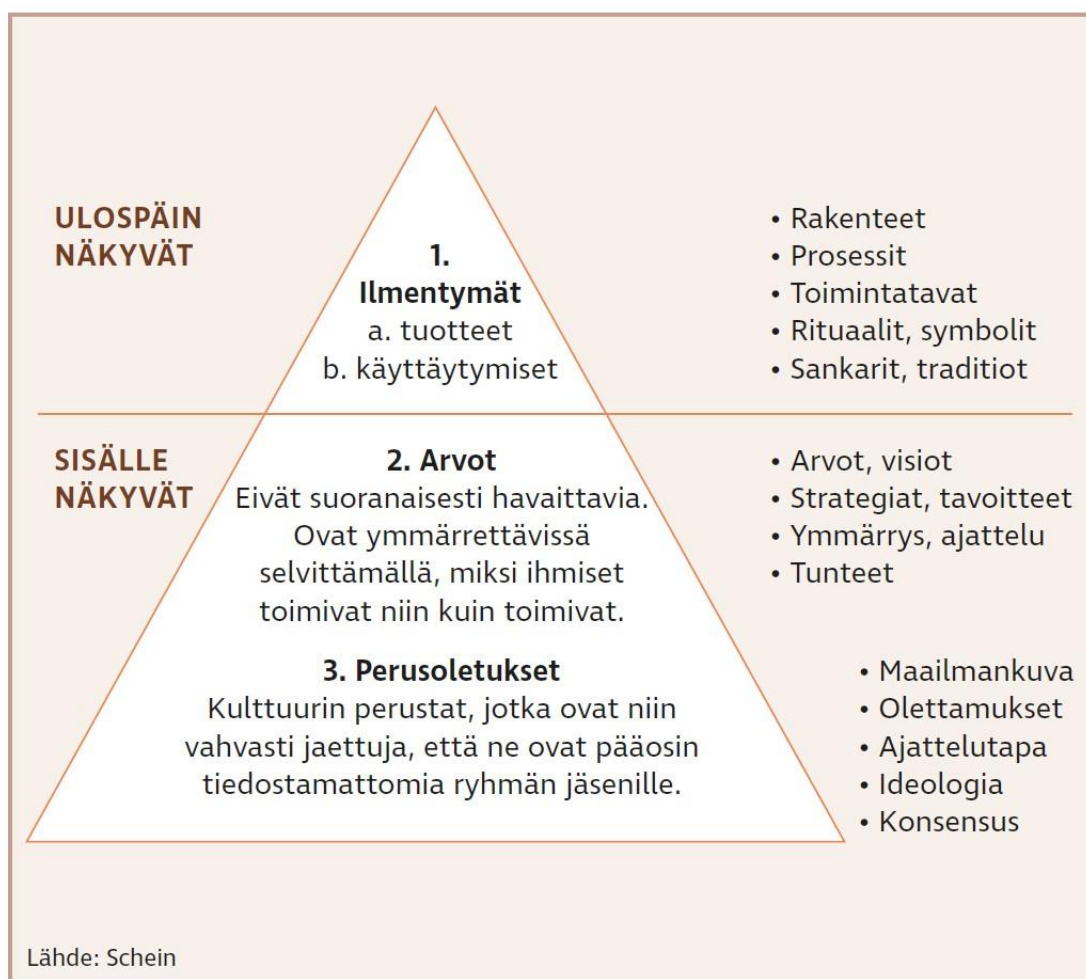 ULOSPÄIN
NÄKYVÄT
1.
Ilmentymät
a. tuotteet
b. käyttäytymiset
• Rakenteet
• Prosessit
• Toimintatavat
• Rituaalit, symbolit
• Sankarit, traditiot
SISÄLLE
NÄKYVÄT
2. Arvot
Eivät suoranaisesti havaittavia.
Ovat ymmärrettävissä
selvittämällä, miksi ihmiset
toimivat niin kuin toimivat.
• Arvot, visiot
• Strategiat, tavoitteet
• Ymmärrys, ajattelu
• Tunteet
3. Perusoletukset
Kulttuurin perustat, jotka ovat niin
vahvasti jaettuja, että ne ovat pääosin
tiedostamattomia ryhmän jäsenille.
• Maailmankuva
• Olettamukset
• Ajattelutapa
• Ideologia
• Konsensus
Lähde: Schein